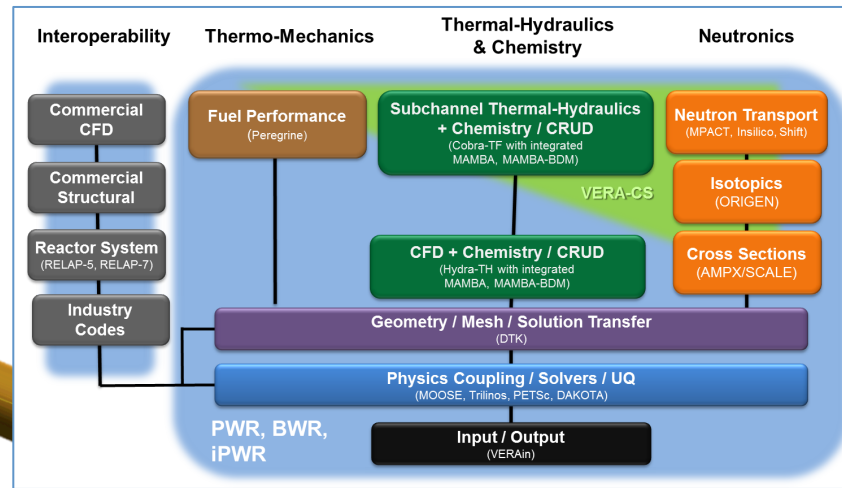 Interoperability
Thermo-Mechanics
Thermal-Hydraulics
& Chemistry
Neutronics
Commercial
CFD
Commercial
Structural
Reactor System
(RELAP-5, RELAP-7)
Industry
Codes
Fuel Performance
(Peregrine)
Subchannel Thermal-Hydraulics
+ Chemistry / CRUD
(Cobra-TF with integrated
MAMBA, MAMBA-BDM)
VERA-CS
CFD + Chemistry / CRUD
(Hydra-TH with integrated
MAMBA, MAMBA-BDM)
Neutron Transport
(MPACT, Insilico, Shift)
Isotopics
(ORIGEN)
Cross Sections
(AMPX/SCALE)
Geometry / Mesh / Solution Transfer
(DTK)
Physics Coupling / Solvers / UQ
(MOOSE, Trilinos, PETSc, DAKOTA)
PWR, BWR,
iPWR
Input / Output
(VERAin)